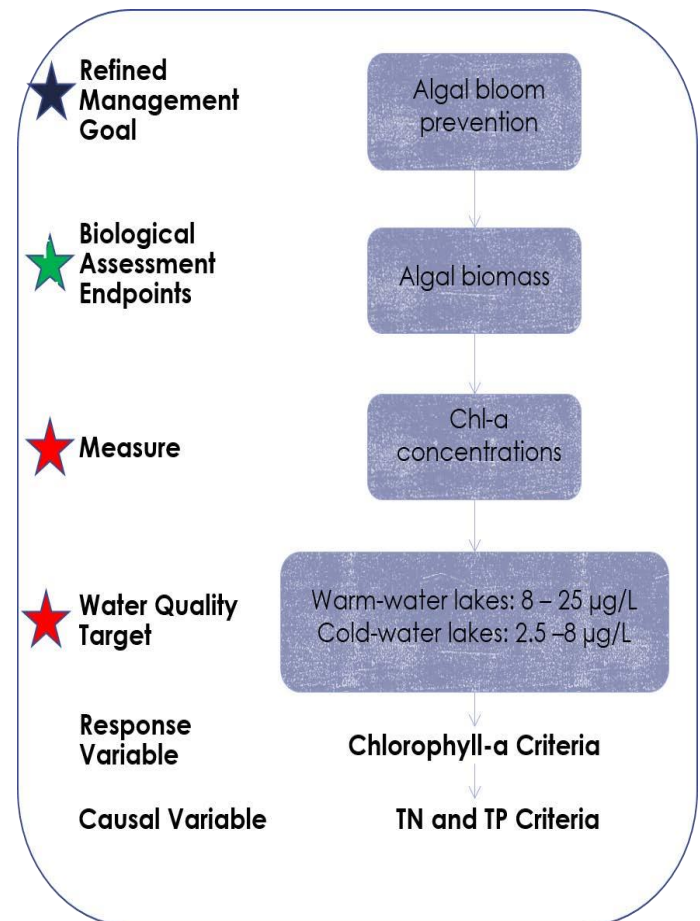 Refined
Management
Goal
Algal bloom
prevention
Biological
Assessment
Endpoints
Algal biomass
Measure
Chl-a
concentrations
Water Quality
Target
Warm-water lakes: 8 – 25 µg/L
Cold-water lakes: 2.5 –8 µg/L
Response
Variable
Chlorophyll-a Criteria
Causal Variable
TN and TP Criteria